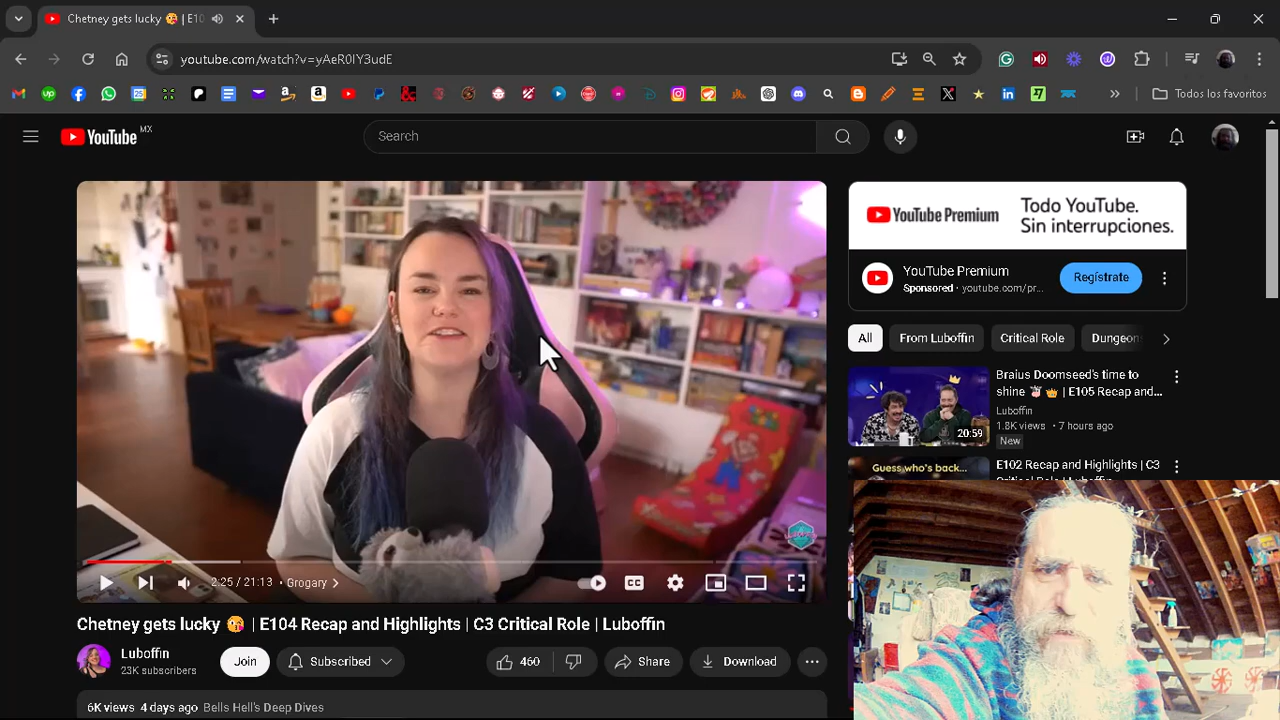 Chetney gets lucky 😘 | E10
youtube.com/watch?v=yAeR0IY3udE
Todos los favoritos
YouTube MX
Search
YouTube Premium
Todo YouTube.
Sin interrupciones.
YouTube Premium
Sponsored · youtube.com/pr...
Regístrate
All
From Luboffin
Critical Role
Dungeon
Braius Doomseed's time to
shine 🐮 👑 | E105 Recap and...
Luboffin
1.8K views • 7 hours ago
New
20:59
Guess who's back...
E102 Recap and Highlights | C3
Critical Role | Luboffin
2:25 / 21:13 • Grogary
CC
Chetney gets lucky 😘 | E104 Recap and Highlights | C3 Critical Role | Luboffin
Luboffin
23K subscribers
Join
Subscribed
460
Share
Download
6K views 4 days ago Bells Hell's Deep Dives